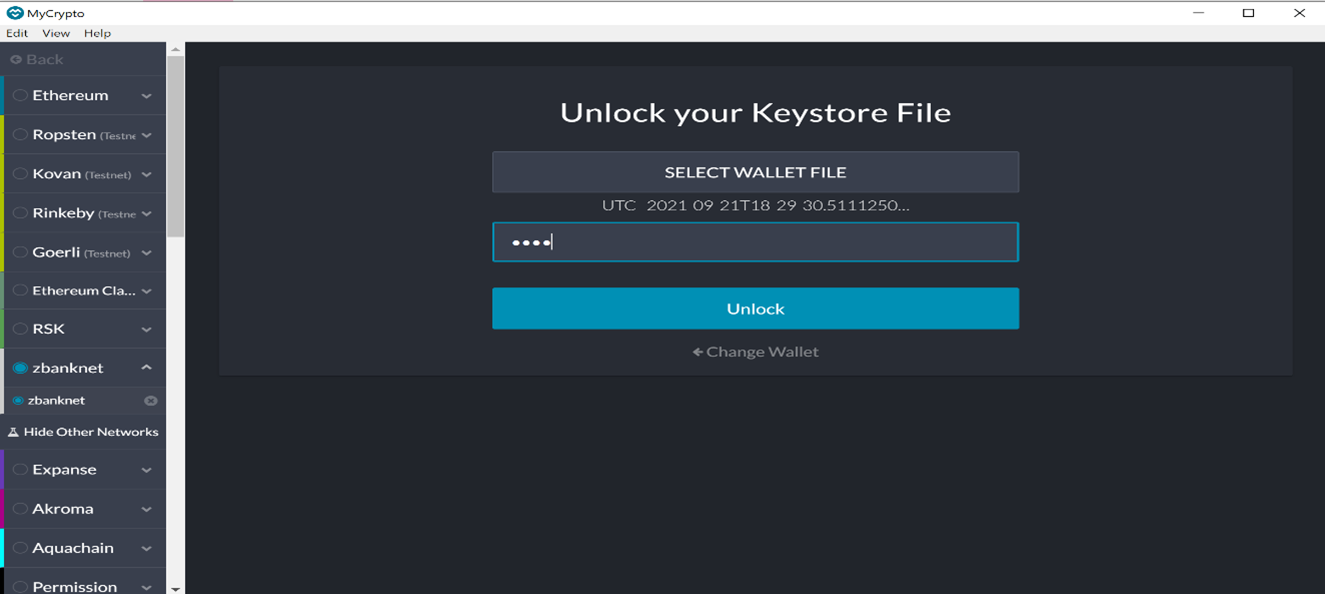 MyCrypto
Edit View Help
Back
Ethereum
Ropsten (Testne
Kovan (Testnet)
Rinkeby (Testne
Goerli (Testnet)
Ethereum Cla...
RSK
zbanknet
zbanknet
Hide Other Networks
Expanse
Akroma
Aquachain
Permission
Unlock your Keystore File
SELECT WALLET FILE
UTC 2021 09 21T18 29 30.5111250...
••••
Unlock
Change Wallet